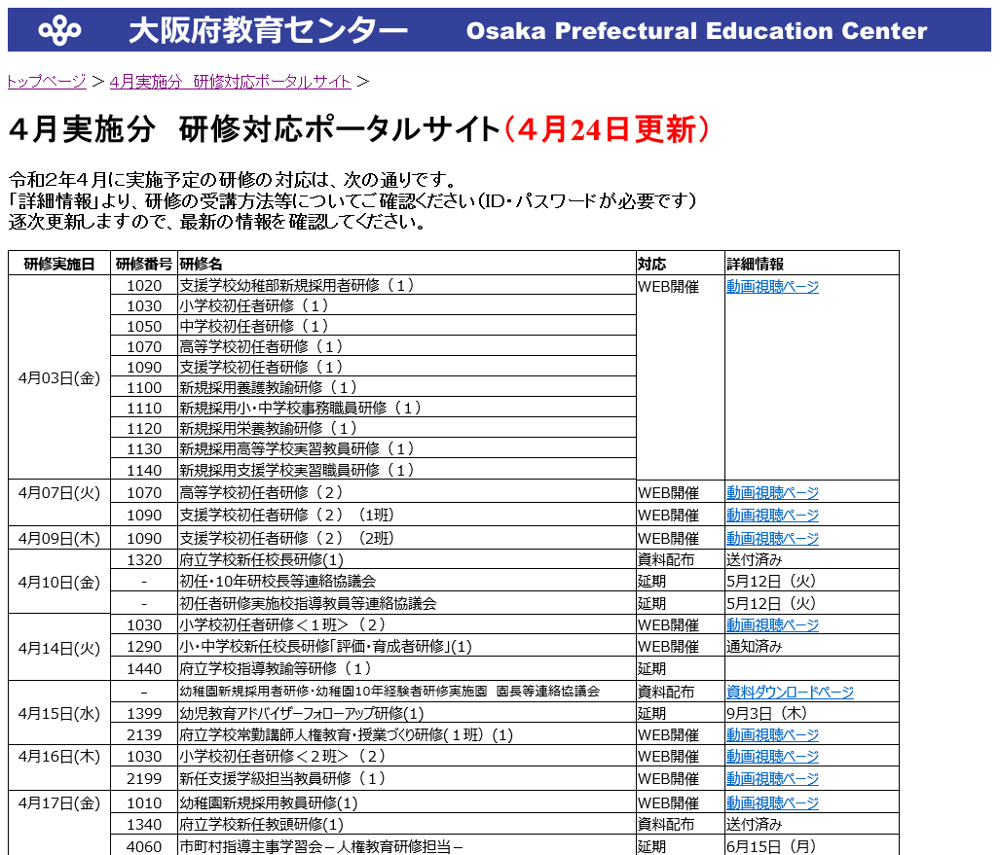 大阪府教育センター Osaka Prefectural Education Center
トップページ > 4月実施分　研修対応ポータルサイト >
4月実施分　研修対応ポータルサイト（4月24日更新）
令和2年4月に実施予定の研修の対応は、次の通りです。
「詳細情報」より、研修の受講方法等についてご確認ください（ID・パスワードが必要です）
逐次更新しますので、最新の情報を確認してください。
研修実施日 研修番号 研修名 対応 詳細情報
4月03日(金) 1020 支援学校幼稚部新規採用者研修（１） WEB開催 動画視聴ページ
1030 小学校初任者研修（１）
1050 中学校初任者研修（１）
1070 高等学校初任者研修（１）
1090 支援学校初任者研修（１）
1100 新規採用養護教諭研修（１）
1110 新規採用小・中学校事務職員研修（１）
1120 新規採用栄養教諭研修（１）
1130 新規採用高等学校実習教員研修（１）
1140 新規採用支援学校実習職員研修（１）
4月07日(火) 1070 高等学校初任者研修（２） WEB開催 動画視聴ページ
1090 支援学校初任者研修（２）（1班） WEB開催 動画視聴ページ
4月09日(木) 1090 支援学校初任者研修（２）（2班） WEB開催 動画視聴ページ
4月10日(金) 1320 府立学校新任校長研修(1) 資料配布 送付済み
- 初任・10年研校長等連絡協議会 延期 5月12日（火）
- 初任者研修実施校指導教員等連絡協議会 延期 5月12日（火）
4月14日(火) 1030 小学校初任者研修＜１班＞（２） WEB開催 動画視聴ページ
1290 小・中学校新任校長研修「評価・育成者研修」(1) WEB開催 通知済み
1440 府立学校指導教諭等研修（１） 延期
4月15日(水) － 幼稚園新規採用者研修・幼稚園10年経験者研修実施園　園長等連絡協議会 資料配布 資料ダウンロードページ
1399 幼児教育アドバイザーフォローアップ研修(1) 延期 9月3日（木）
2139 府立学校常勤講師人権教育・授業づくり研修(１班）(1) WEB開催 動画視聴ページ
4月16日(木) 1030 小学校初任者研修＜２班＞（２） WEB開催 動画視聴ページ
2199 新任支援学級担当教員研修（１） WEB開催 動画視聴ページ
4月17日(金) 1010 幼稚園新規採用教員研修(1) WEB開催 動画視聴ページ
1340 府立学校新任教頭研修(1) 資料配布 送付済み
4060 市町村指導主事学習会－人権教育研修担当－ 延期 6月15日（月）